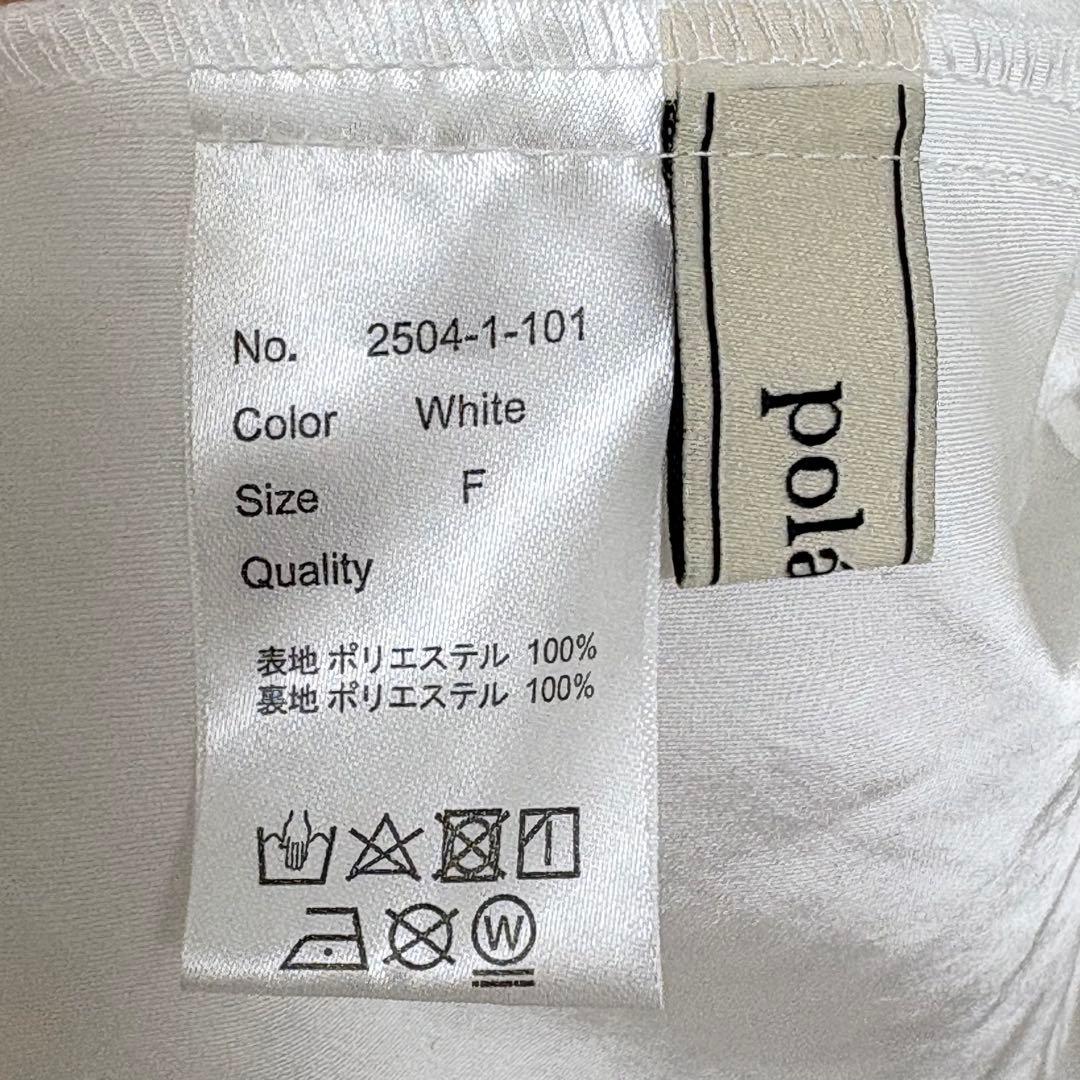 No. 2504-1-101
Color White
Size F
Quality
表地 ポリエステル 100%
裏地 ポリエステル 100%
W
polá